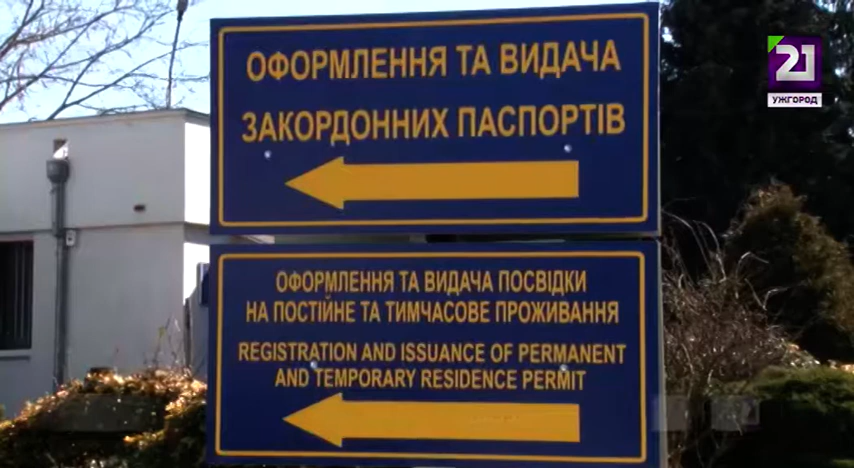 ОФОРМЛЕННЯ ТА ВИДАЧА
ЗАКОРДОННИХ ПАСПОРТІВ
ОФОРМЛЕННЯ ТА ВИДАЧА ПОСВІДКИ
НА ПОСТІЙНЕ ТА ТИМЧАСОВЕ ПРОЖИВАННЯ
REGISTRATION AND ISSUANCE OF PERMANENT
AND TEMPORARY RESIDENCE PERMIT
21
УЖГОРОД